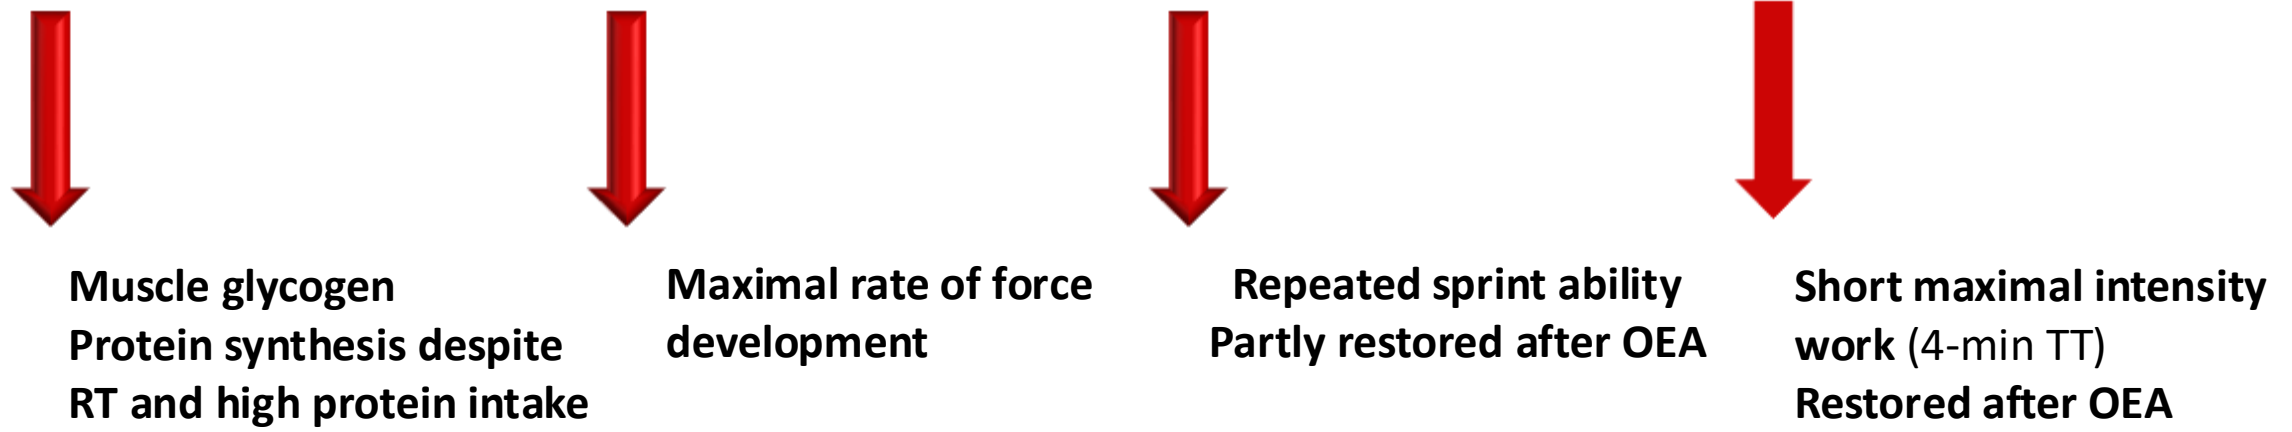 Muscle glycogen
Protein synthesis despite
RT and high protein intake
Maximal rate of force
development
Repeated sprint ability
Partly restored after OEA
Short maximal intensity
work (4-min TT)
Restored after OEA